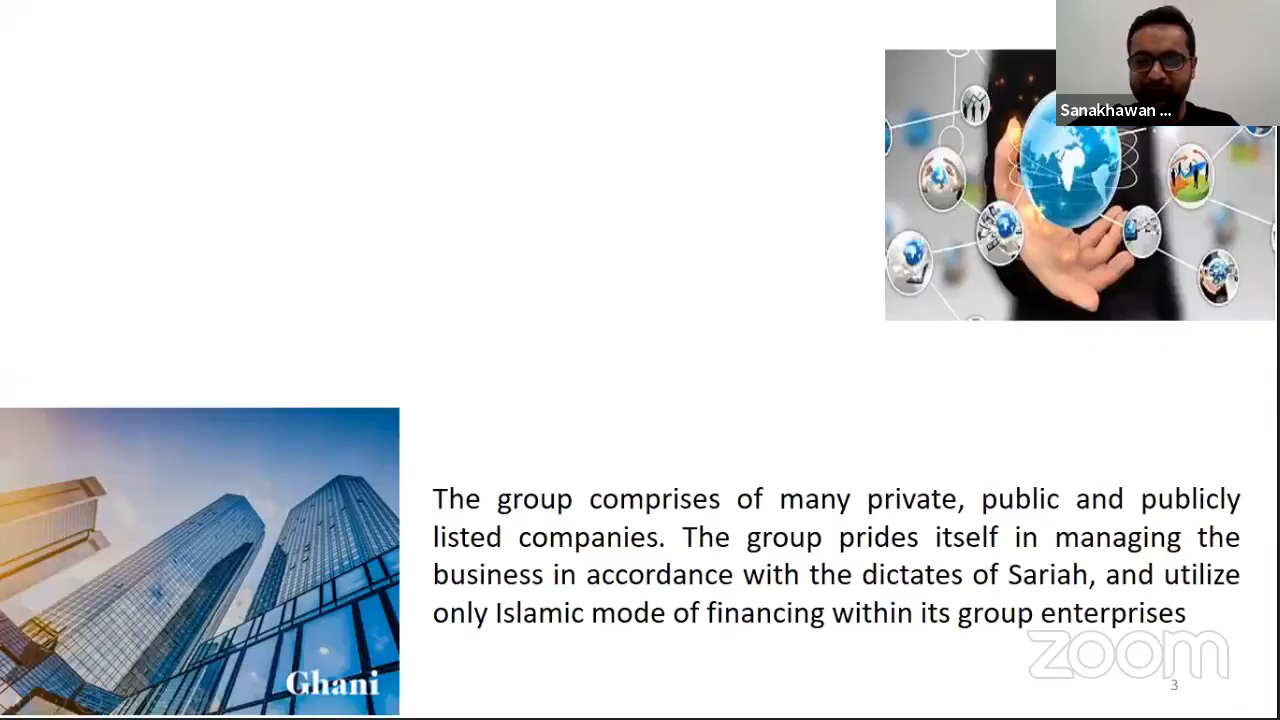 Sanakhawan ...
The group comprises of many private, public and publicly
listed companies. The group prides itself in managing the
business in accordance with the dictates of Sariah, and utilize
only Islamic mode of financing within its group enterprises
Ghani
zoom
3